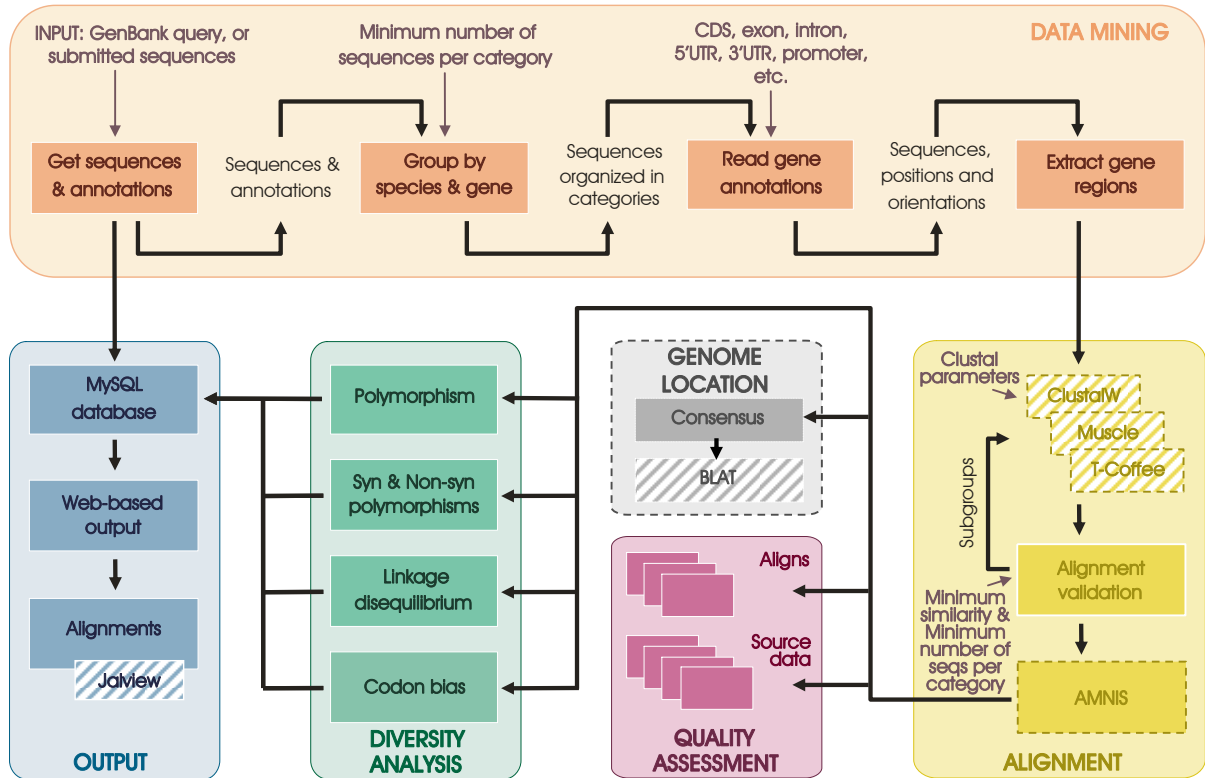 DATA MINING
INPUT: GenBank query, or
submitted sequences
Minimum number of
sequences per category
CDS, exon, intron,
5'UTR, 3'UTR, promoter,
etc.
Get sequences
& annotations
Sequences &
annotations
Group by
species & gene
Sequences
organized in
categories
Read gene
annotations
Sequences,
positions and
orientations
Extract gene
regions
MySQL
database
Web-based
output
Alignments
Jalview
OUTPUT
Polymorphism
Syn & Non-syn
polymorphisms
Linkage
disequilibrium
Codon bias
DIVERSITY
ANALYSIS
GENOME
LOCATION
Consensus
BLAT
Aligns
Source
data
QUALITY
ASSESSMENT
Clustal
parameters
ClustalW
Muscle
T-Coffee
Subgroups
Alignment
validation
Minimum
similarity &
Minimum
number of
seqs per
category
AMNIS
ALIGNMENT